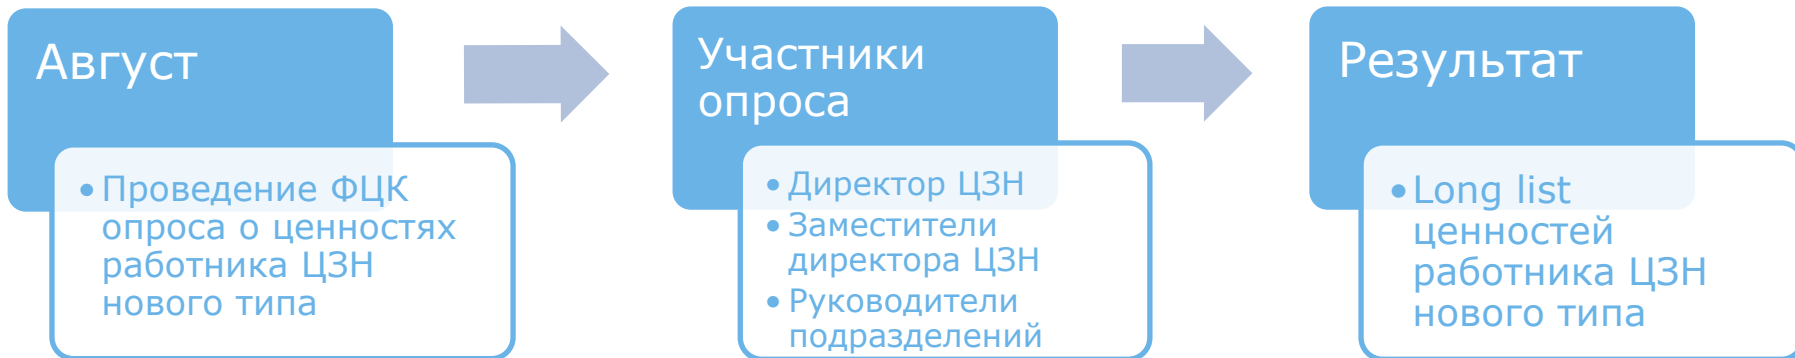 Август
• Проведение ФЦК
опроса о ценностях
работника ЦЗН
нового типа
Участники
опроса
• Директор ЦЗН
• Заместители
директора ЦЗН
• Руководители
подразделений
Результат
• Long list
ценностей
работника ЦЗН
нового типа